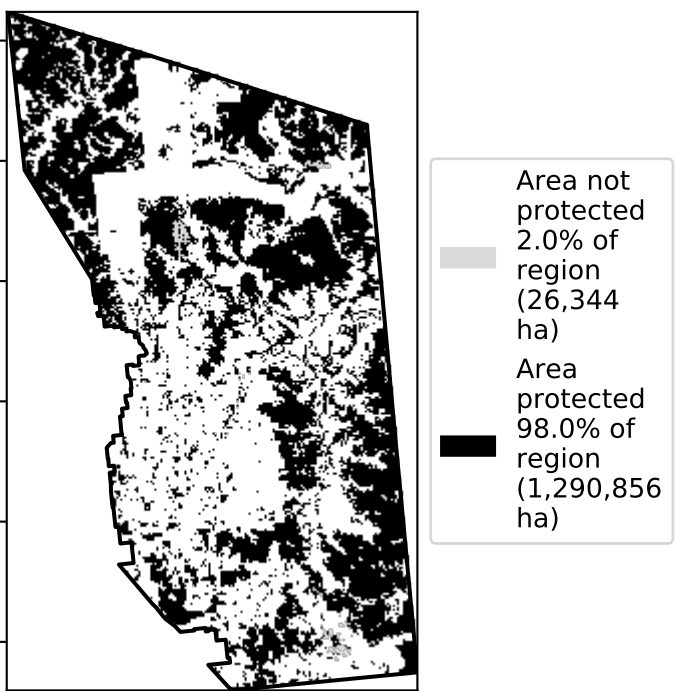 Area not
protected
2.0% of
region
(26,344
ha)
Area
protected
98.0% of
region
(1,290,856
ha)